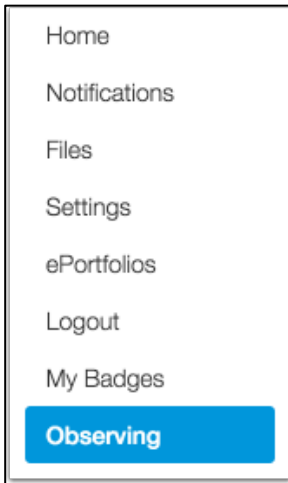 Home
Notifications
Files
Settings
ePortfolios
Logout
My Badges
Observing